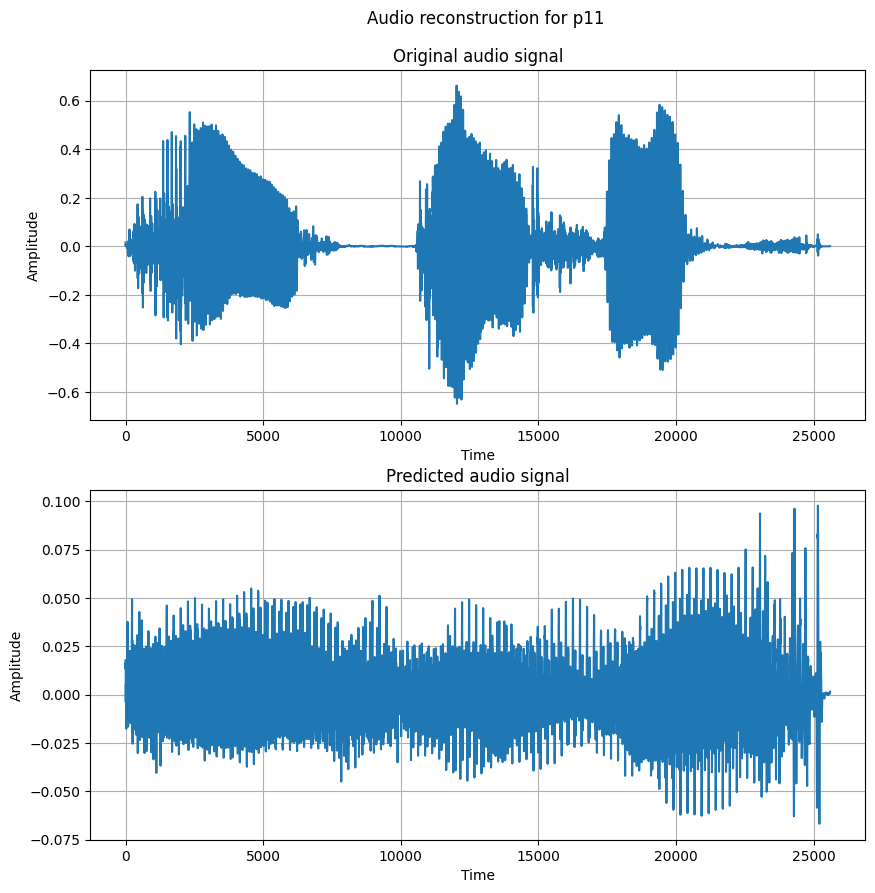 Audio reconstruction for p11
Original audio signal
0.6
0.4
0.2
0.0
−0.2
−0.4
−0.6
Amplitude
0 5000 10000 15000 20000 25000
Time
Predicted audio signal
0.100
0.075
0.050
0.025
0.000
−0.025
−0.050
−0.075
Amplitude
0 5000 10000 15000 20000 25000
Time